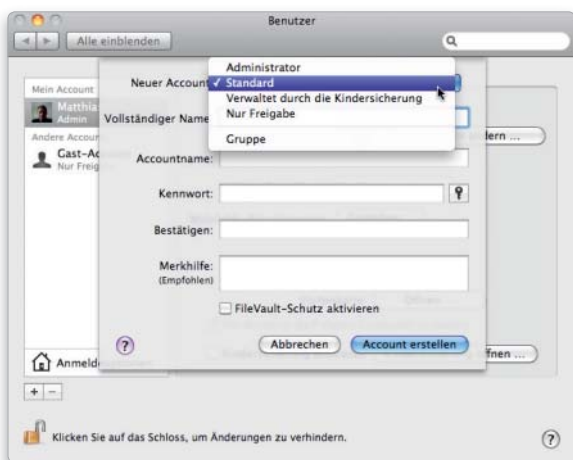 Benutzer
Alle einblenden
Mein Account
Matthia
Admin
Andere Accoun
Gast-Ac
Nur Freig
Anmeld
Neuer Account
Administrator
✓ Standard
Verwaltet durch die Kindersicherung
Nur Freigabe
Gruppe
Vollständiger Name
Accountname:
Kennwort:
Bestätigen:
Merkhilfe:
(Empfohlen)
FileVault-Schutz aktivieren
? Abbrechen Account erstellen
dern ...
ffnen ...
+ −
Klicken Sie auf das Schloss, um Änderungen zu verhindern.
?